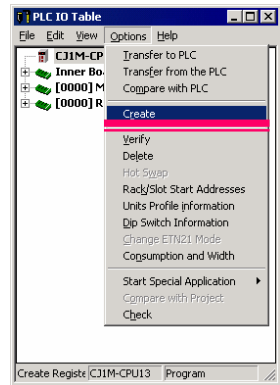 PLC IO Table
File Edit View Options Help
CJ1M-CP
Inner Bo
[0000] M
[0000] R
Transfer to PLC
Transfer from the PLC
Compare with PLC
Create
Verify
Delete
Hot Swap
Rack/Slot Start Addresses
Units Profile information
Dip Switch Information
Change ETN21 Mode
Consumption and Width
Start Special Application
Compare with Project
Check
Create Registe CJ1M-CPU13 Program